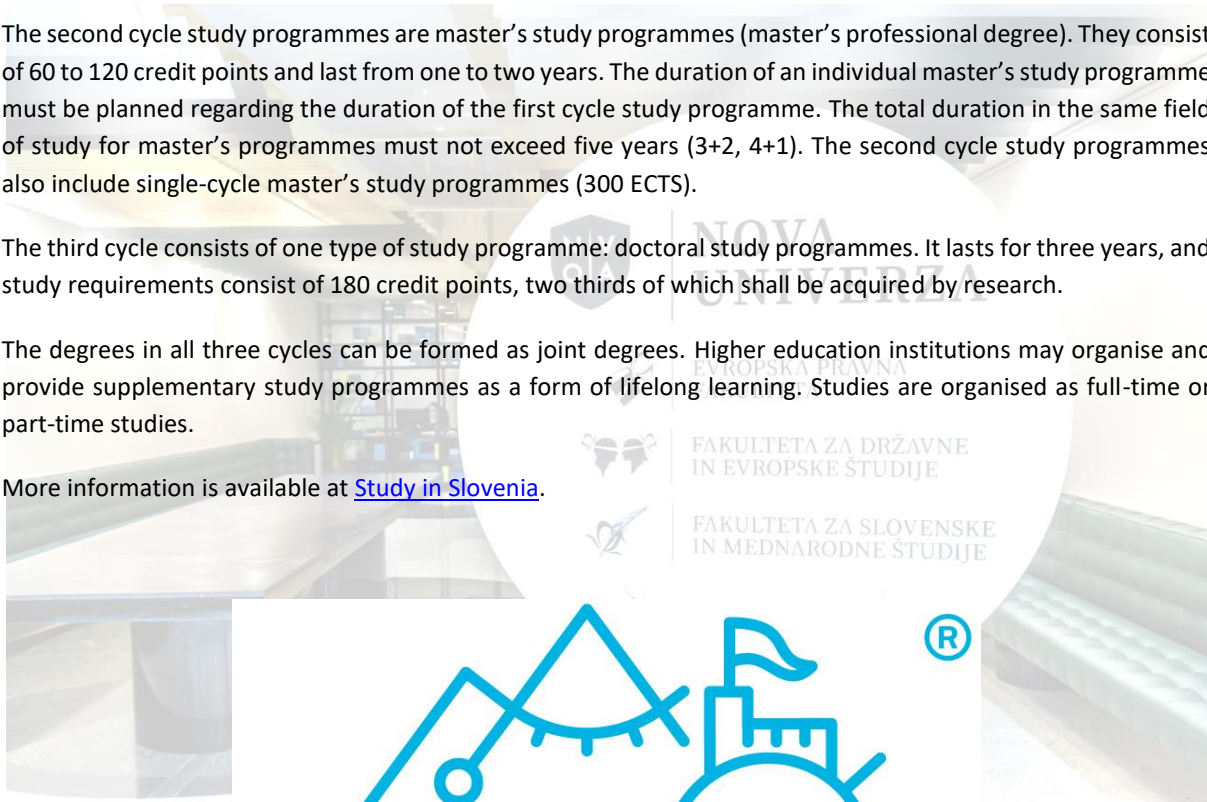 The second cycle study programmes are master’s study programmes (master’s professional degree). They consist
of 60 to 120 credit points and last from one to two years. The duration of an individual master’s study programme
must be planned regarding the duration of the first cycle study programme. The total duration in the same field
of study for master’s programmes must not exceed five years (3+2, 4+1). The second cycle study programmes
also include single-cycle master’s study programmes (300 ECTS).
The third cycle consists of one type of study programme: doctoral study programmes. It lasts for three years, and
study requirements consist of 180 credit points, two thirds of which shall be acquired by research.
The degrees in all three cycles can be formed as joint degrees. Higher education institutions may organise and
provide supplementary study programmes as a form of lifelong learning. Studies are organised as full-time or
part-time studies.
More information is available at Study in Slovenia.
NOVA
UNIVERZA
EVROPSKA PRAVNA
FAKULTETA ZA DRŽAVNE
IN EVROPSKE ŠTUDIJE
FAKULTETA ZA SLOVENSKE
IN MEDNARODNE ŠTUDIJE
®